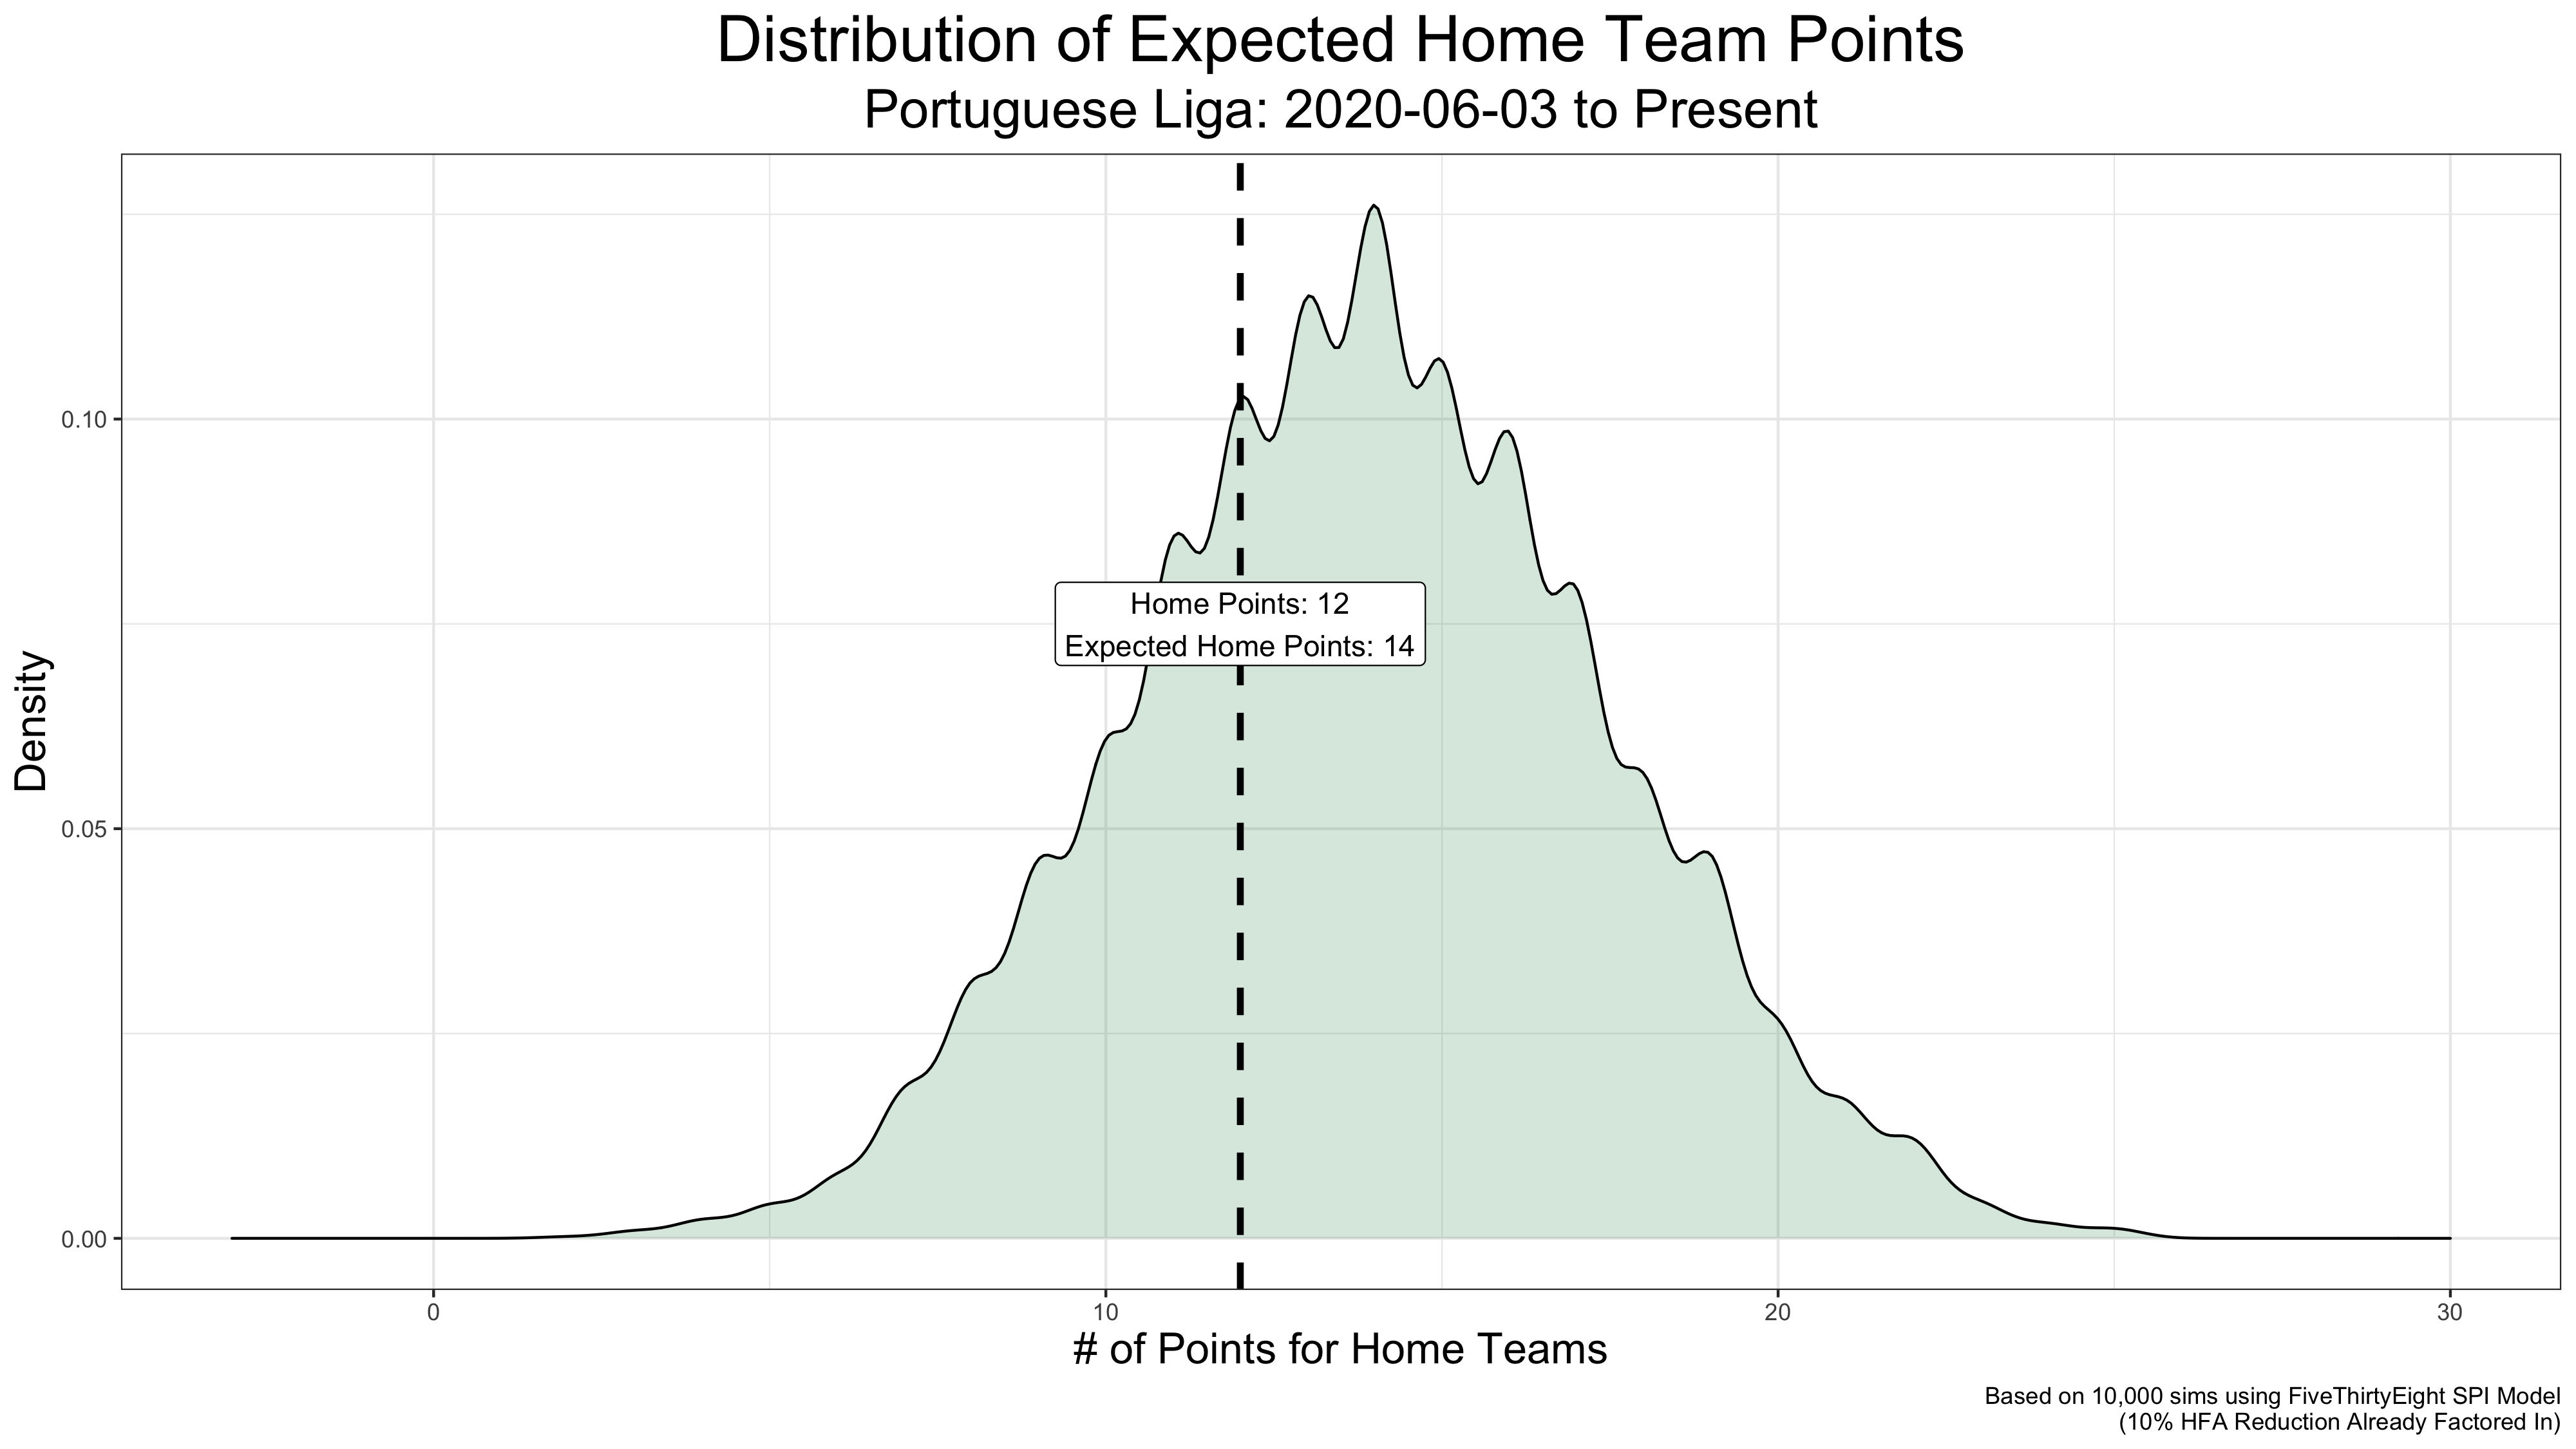 Distribution of Expected Home Team Points
Portuguese Liga: 2020-06-03 to Present
Density
0.10
0.05
0.00
Home Points: 12
Expected Home Points: 14
0
10
20
30
# of Points for Home Teams
Based on 10,000 sims using FiveThirtyEight SPI Model
(10% HFA Reduction Already Factored In)